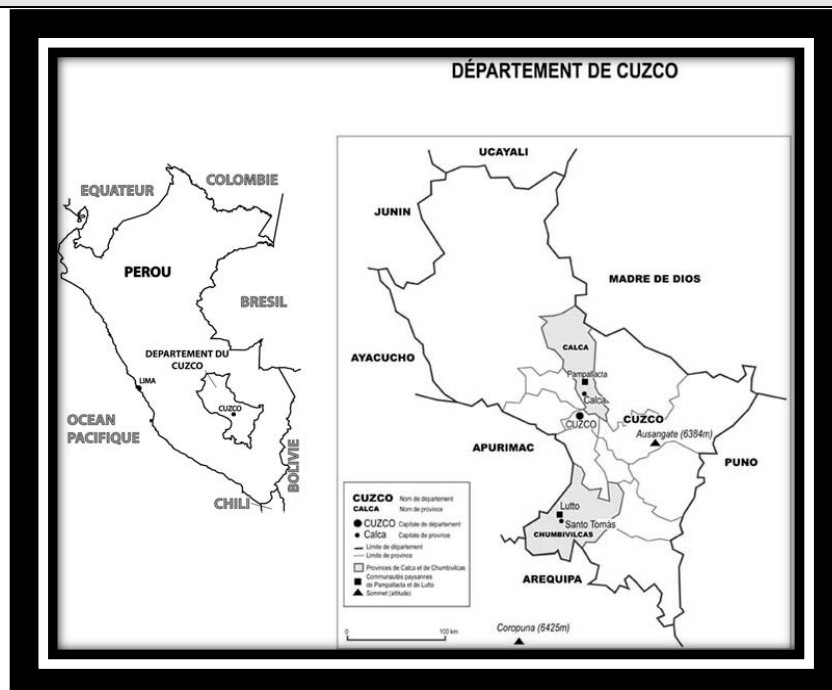 DÉPARTEMENT DE CUZCO
EQUATEUR
COLOMBIE
PEROU
BRESIL
DEPARTEMENT DU
CUZCO
LIMA
CUZCO
OCEAN
PACIFIQUE
BOLIVIE
CHILI
UCAYALI
JUNIN
MADRE DE DIOS
CALCA
AYACUCHO
Pampallacta
Calca
CUZCO
CUZCO
Ausangate (6384m)
APURIMAC
PUNO
Lutto
Santo Tomás
CHUMBIVILCAS
AREQUIPA
Coropuna (6425m)
CUZCO Nom de département
CALCA Nom de province
CUZCO Capitale de département
Calca Capitale de province
Limite de département
Limite de province
Provinces de Calca et de Chumbivilcas
Communautés paysannes
de Pampallacta et de Lutto
Sommet (altitude)
0 100 km